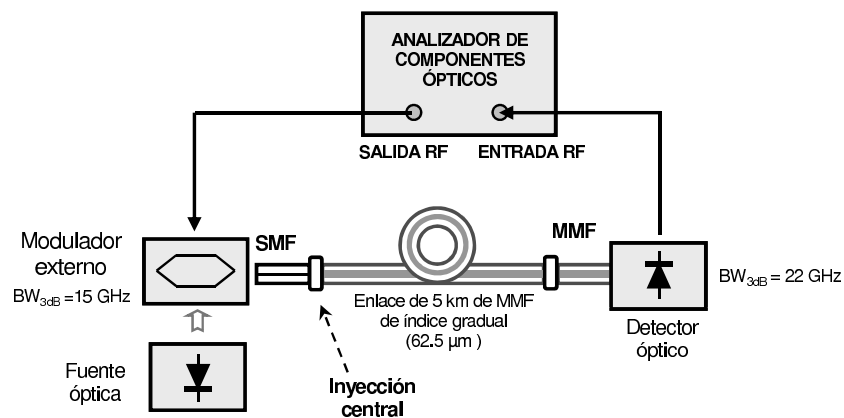 ANALIZADOR DE
COMPONENTES
ÓPTICOS
SALIDA RF
ENTRADA RF
Modulador
externo
BW3dB =15 GHz
SMF
MMF
BW3dB = 22 GHz
Enlace de 5 km de MMF
de índice gradual
(62.5 µm )
Detector
óptico
Fuente
óptica
Inyección
central